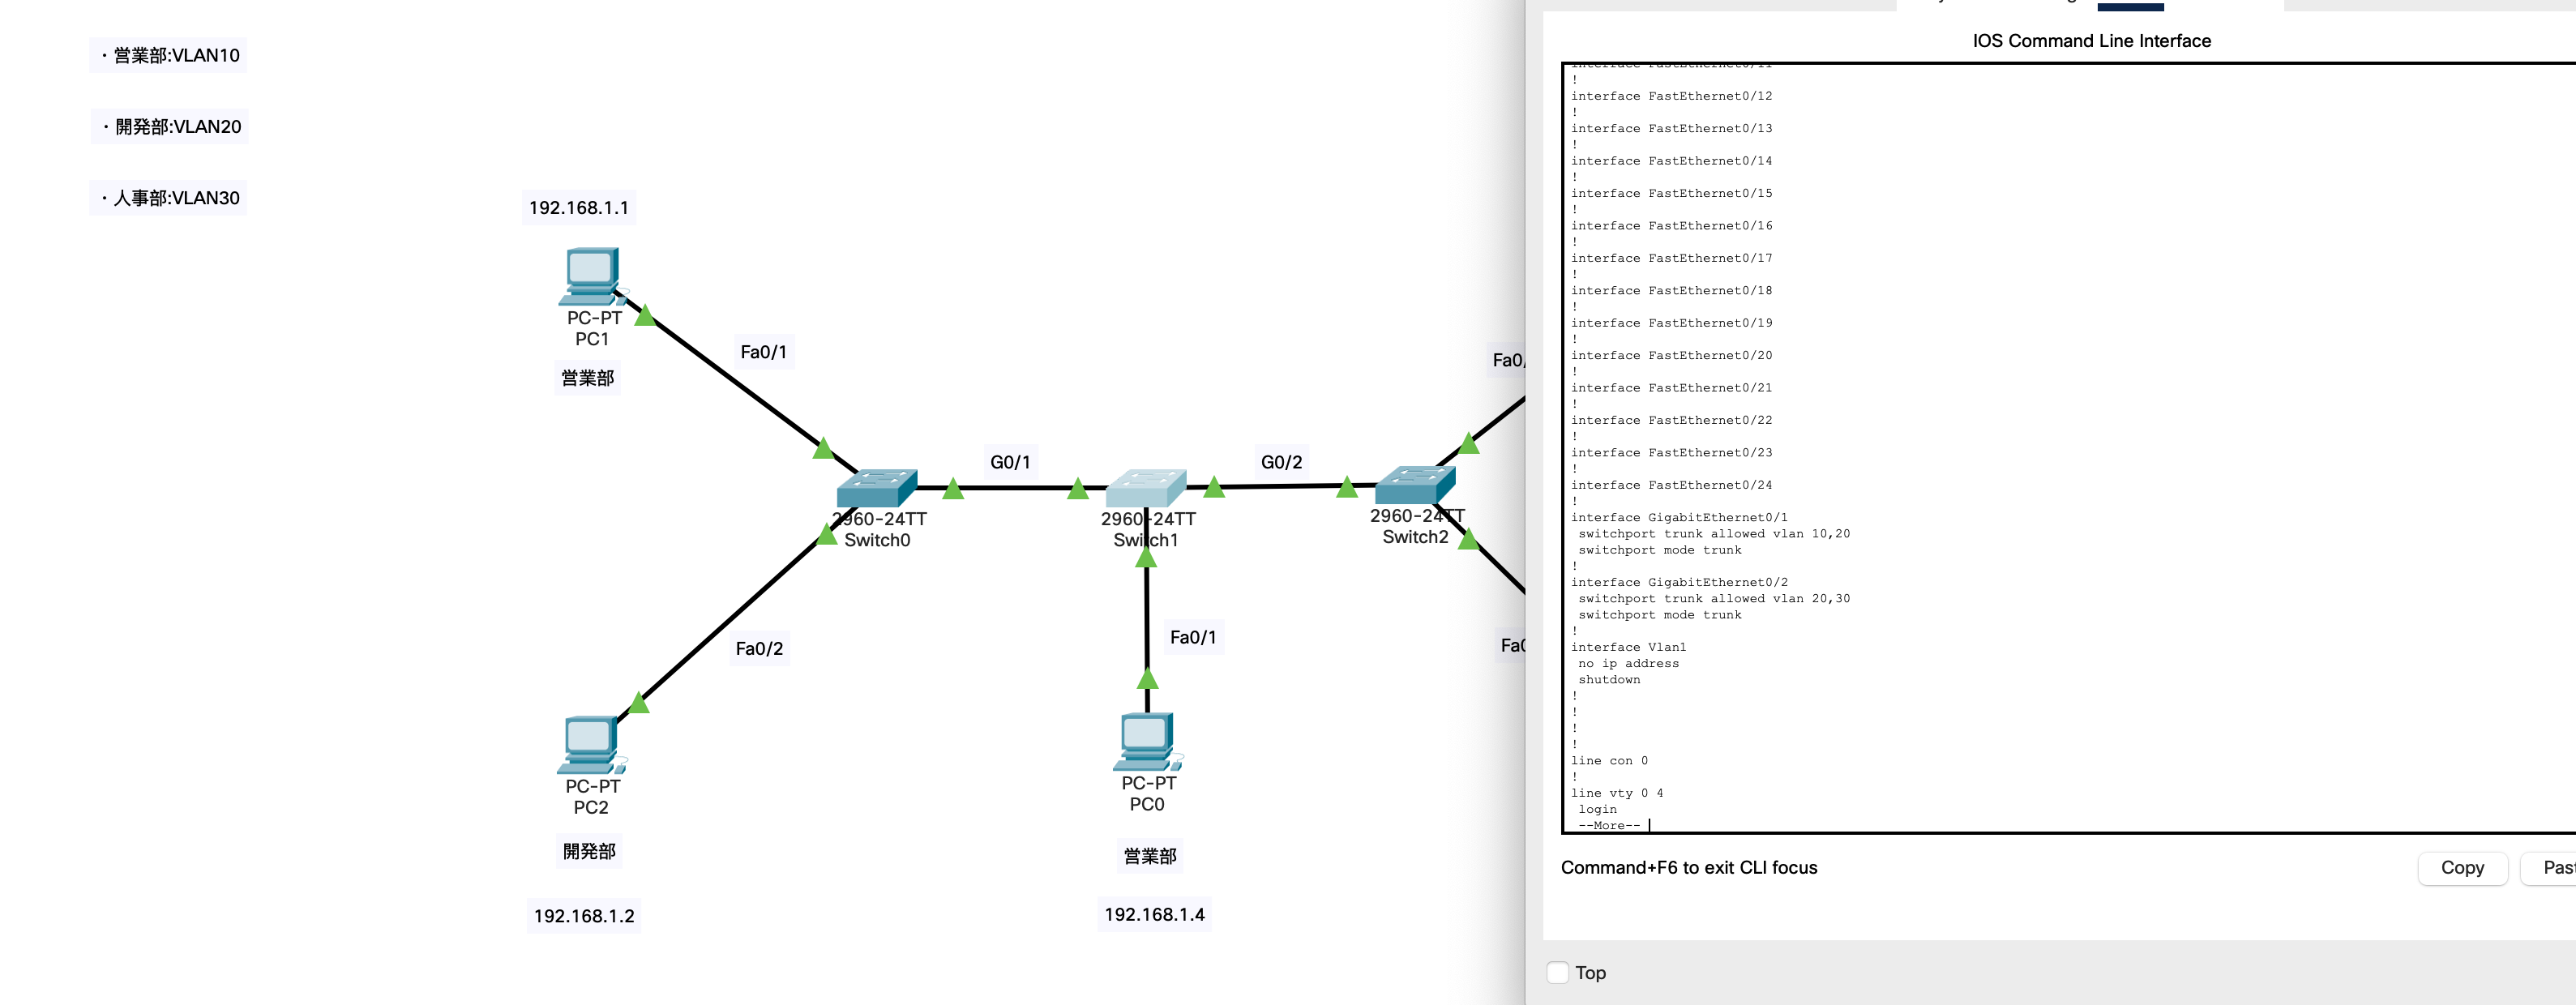 ・営業部:VLAN10
・開発部:VLAN20
・人事部:VLAN30
192.168.1.1
PC-PT
PC1
営業部
Fa0/1
Fa0/2
PC-PT
PC2
開発部
192.168.1.2
2960-24TT
Switch0
G0/1
2960-24TT
Switch1
G0/2
2960-24TT
Switch2
Fa0/1
PC-PT
PC0
営業部
192.168.1.4
Fa0/
Fa0
IOS Command Line Interface
interface FastEthernet0/11
!
interface FastEthernet0/12
!
interface FastEthernet0/13
!
interface FastEthernet0/14
!
interface FastEthernet0/15
!
interface FastEthernet0/16
!
interface FastEthernet0/17
!
interface FastEthernet0/18
!
interface FastEthernet0/19
!
interface FastEthernet0/20
!
interface FastEthernet0/21
!
interface FastEthernet0/22
!
interface FastEthernet0/23
!
interface FastEthernet0/24
!
interface GigabitEthernet0/1
switchport trunk allowed vlan 10,20
switchport mode trunk
!
interface GigabitEthernet0/2
switchport trunk allowed vlan 20,30
switchport mode trunk
!
interface Vlan1
no ip address
shutdown
!
!
!
!
line con 0
!
line vty 0 4
login
--More--
Command+F6 to exit CLI focus
Copy
Past
Top